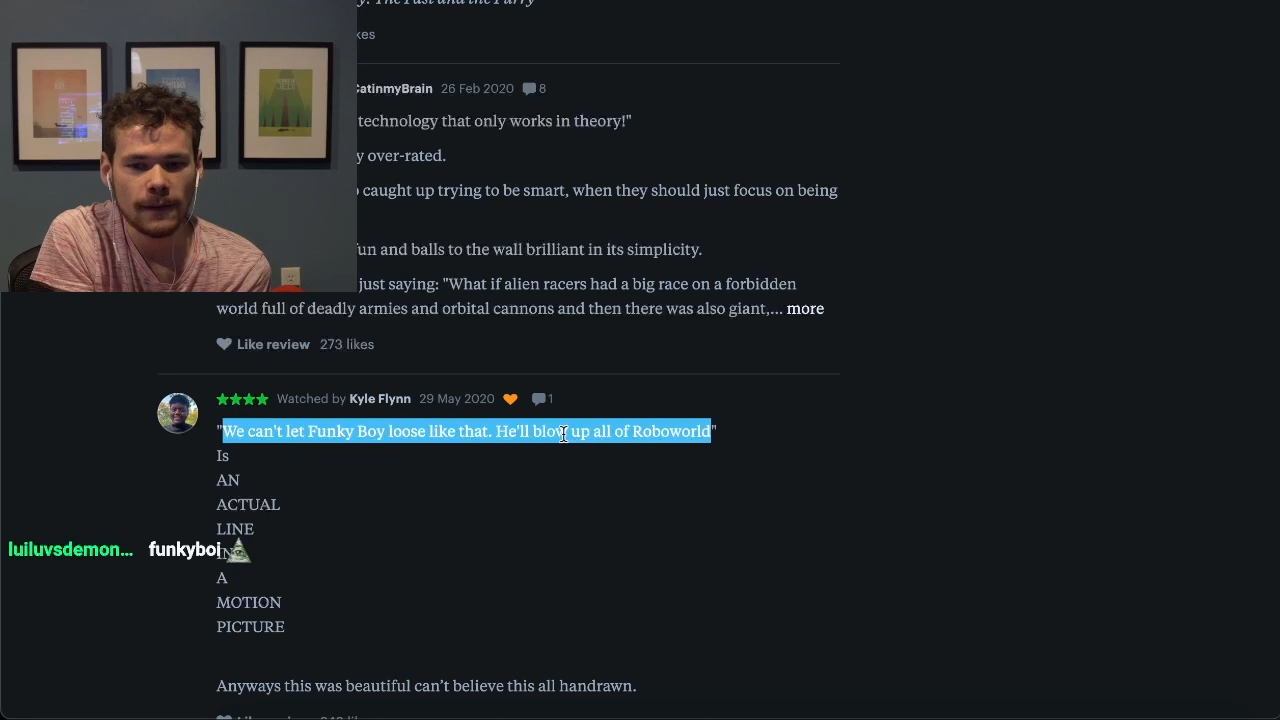 The Fast and the Furry
CatinmyBrain 26 Feb 2020 8
technology that only works in theory!"
over-rated.
caught up trying to be smart, when they should just focus on being
and balls to the wall brilliant in its simplicity.
just saying: "What if alien racers had a big race on a forbidden
world full of deadly armies and orbital cannons and then there was also giant,... more
Like review 273 likes
Watched by Kyle Flynn 29 May 2020 1
"We can't let Funky Boy loose like that. He'll blow up all of Roboworld"
Is
AN
ACTUAL
LINE
luiluvsdemon... funkyboi
IN
A
MOTION
PICTURE
Anyways this was beautiful can’t believe this all handrawn.